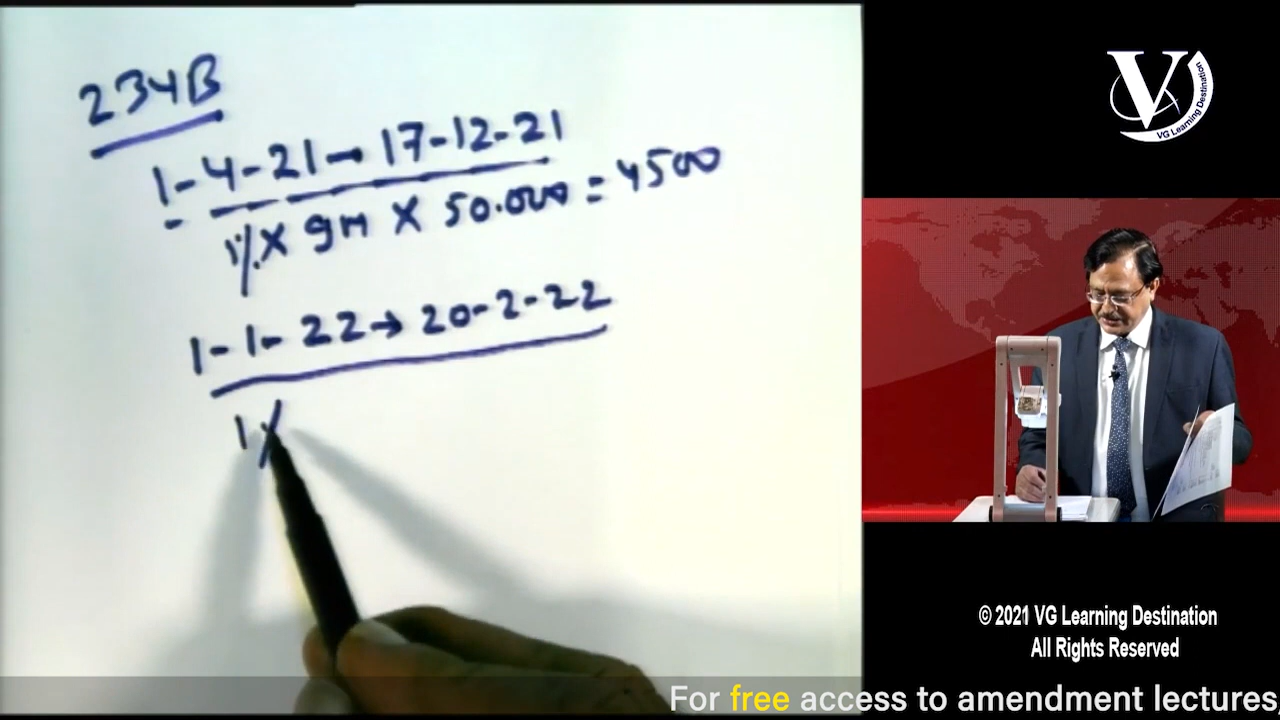 234B
1-4-21→17-12-21
1% X 9M X 50.000 = 4500
1-1-22→20-2-22
1%
V
VG Learning Destination
© 2021 VG Learning Destination
All Rights Reserved
For free access to amendment lectures,